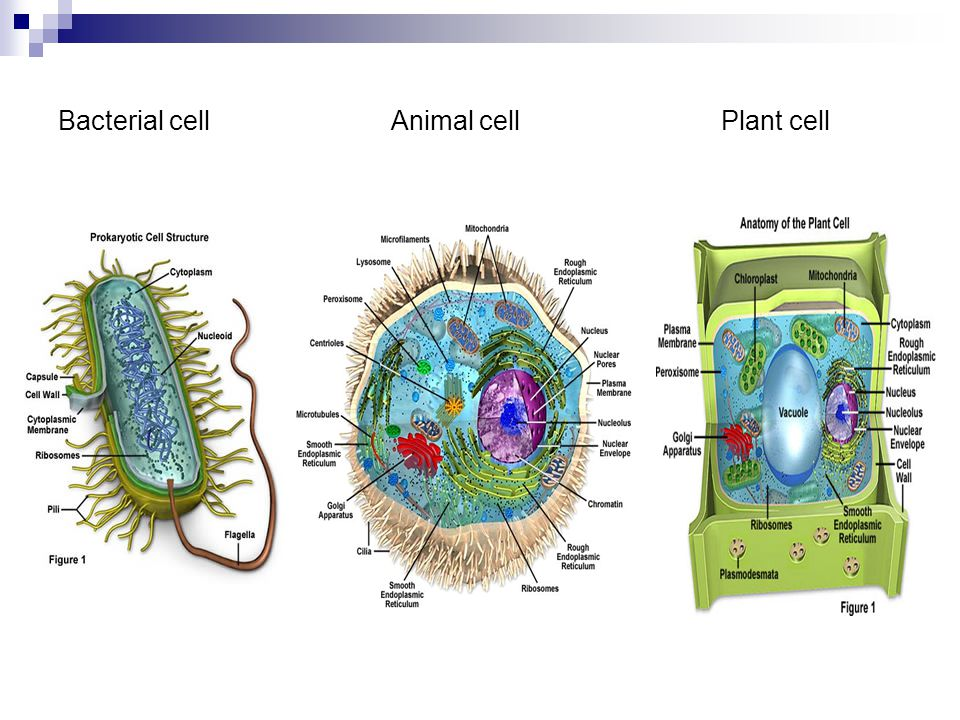 Bacterial cell
Animal cell
Plant cell
Prokaryotic Cell Structure
Cytoplasm
Nucleoid
Capsule
Cell Wall
Cytoplasmic
Membrane
Ribosomes
Pili
Flagella
Figure 1
Mitochondria
Microfilaments
Lysosome
Rough
Endoplasmic
Reticulum
Peroxisome
Nucleus
Centrioles
Nuclear
Pores
Plasma
Membrane
Microtubules
Nucleolus
Smooth
Endoplasmic
Reticulum
Nuclear
Envelope
Golgi
Apparatus
Chromatin
Cilia
Rough
Endoplasmic
Reticulum
Smooth
Endoplasmic
Reticulum
Ribosomes
Anatomy of the Plant Cell
Chloroplast
Mitochondria
Plasma
Membrane
Cytoplasm
Rough
Endoplasmic
Reticulum
Peroxisome
Nucleus
Vacuole
Nucleolus
Golgi
Apparatus
Nuclear
Envelope
Cell
Wall
Ribosomes
Smooth
Endoplasmic
Reticulum
Plasmodesmata
Figure 1